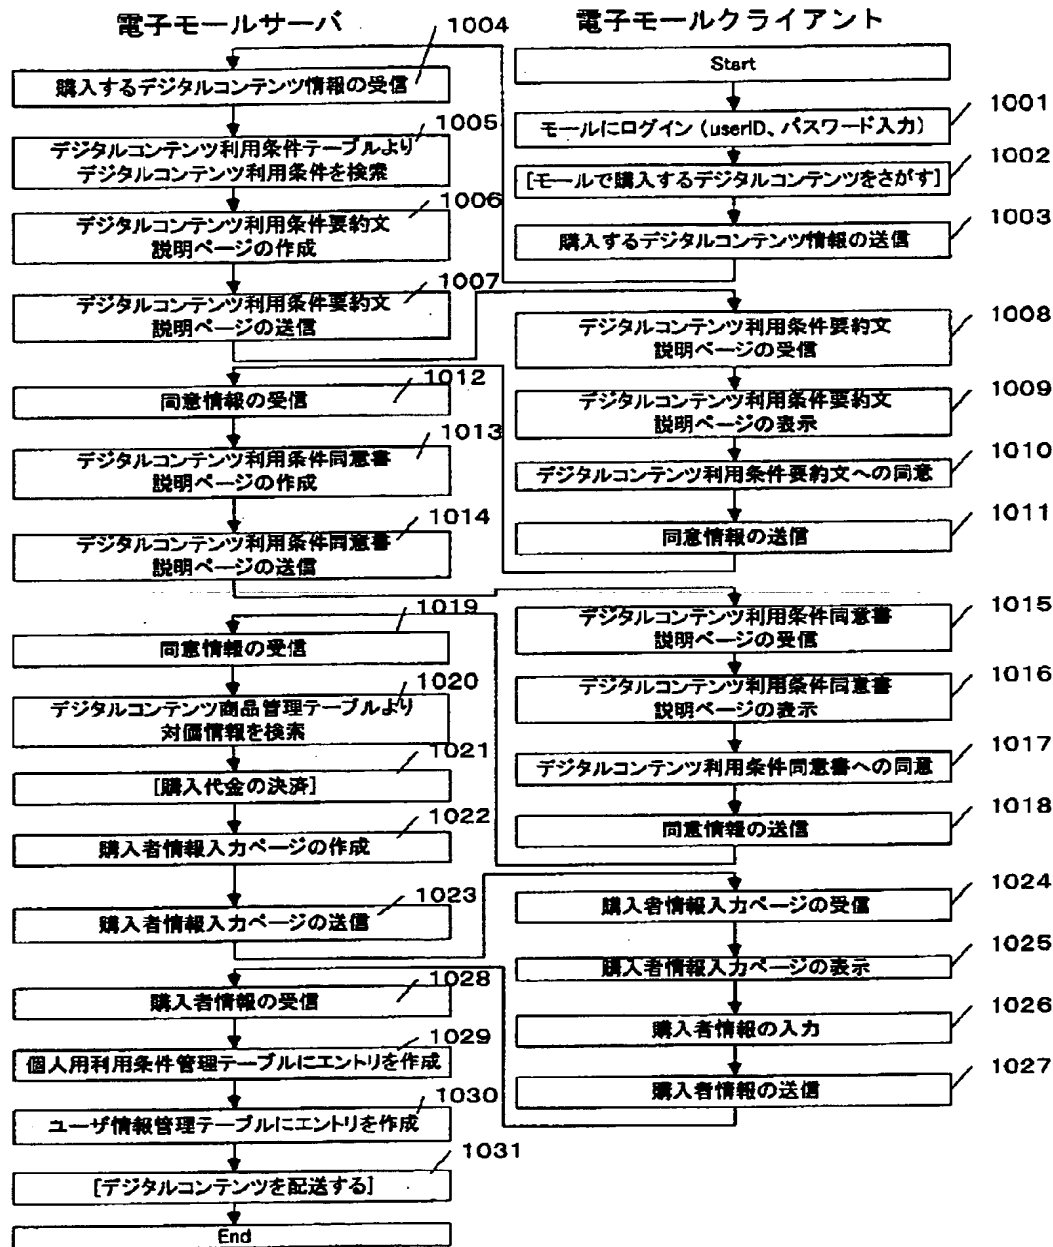 電子モールサーバ
1004
購入するデジタルコンテンツ情報の受信
1005
デジタルコンテンツ利用条件テーブルより
デジタルコンテンツ利用条件を検索
1006
デジタルコンテンツ利用条件要約文
説明ページの作成
1007
デジタルコンテンツ利用条件要約文
説明ページの送信
1012
同意情報の受信
1013
デジタルコンテンツ利用条件同意書
説明ページの作成
1014
デジタルコンテンツ利用条件同意書
説明ページの送信
1019
同意情報の受信
1020
デジタルコンテンツ商品管理テーブルより
対価情報を検索
1021
[購入代金の決済]
1022
購入者情報入力ページの作成
1023
購入者情報入力ページの送信
1028
購入者情報の受信
1029
個人用利用条件管理テーブルにエントリを作成
1030
ユーザ情報管理テーブルにエントリを作成
1031
[デジタルコンテンツを配送する]
End
電子モールクライアント
Start
1001
モールにログイン(userID、パスワード入力)
1002
[モールで購入するデジタルコンテンツをさがす]
1003
購入するデジタルコンテンツ情報の送信
1008
デジタルコンテンツ利用条件要約文
説明ページの受信
1009
デジタルコンテンツ利用条件要約文
説明ページの表示
1010
デジタルコンテンツ利用条件要約文への同意
1011
同意情報の送信
1015
デジタルコンテンツ利用条件同意書
説明ページの受信
1016
デジタルコンテンツ利用条件同意書
説明ページの表示
1017
デジタルコンテンツ利用条件同意書への同意
1018
同意情報の送信
1024
購入者情報入力ページの受信
1025
購入者情報入力ページの表示
1026
購入者情報の入力
1027
購入者情報の送信